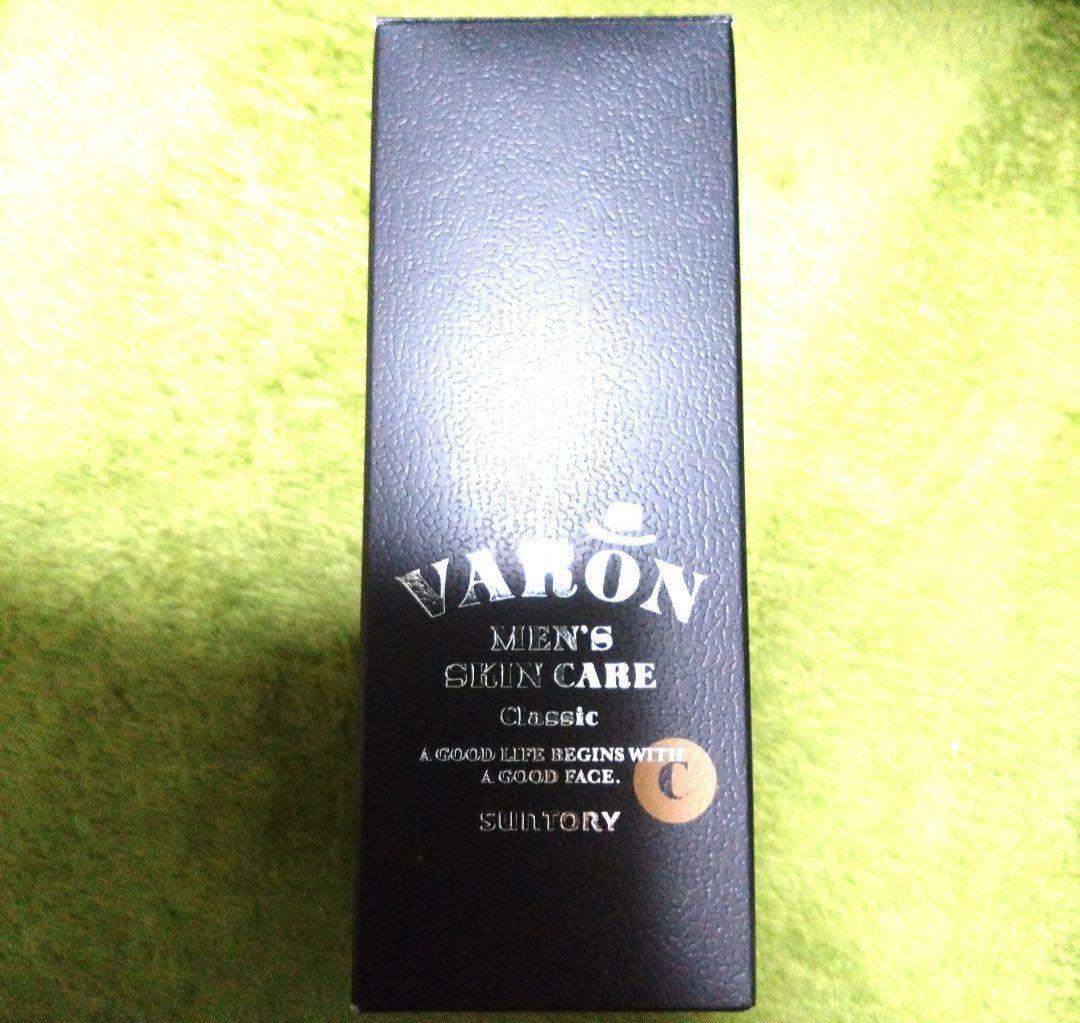 VARON
MEN'S
SKIN CARE
Classic
A GOOD LIFE BEGINS WITH
A GOOD FACE.
C
SUNTORY